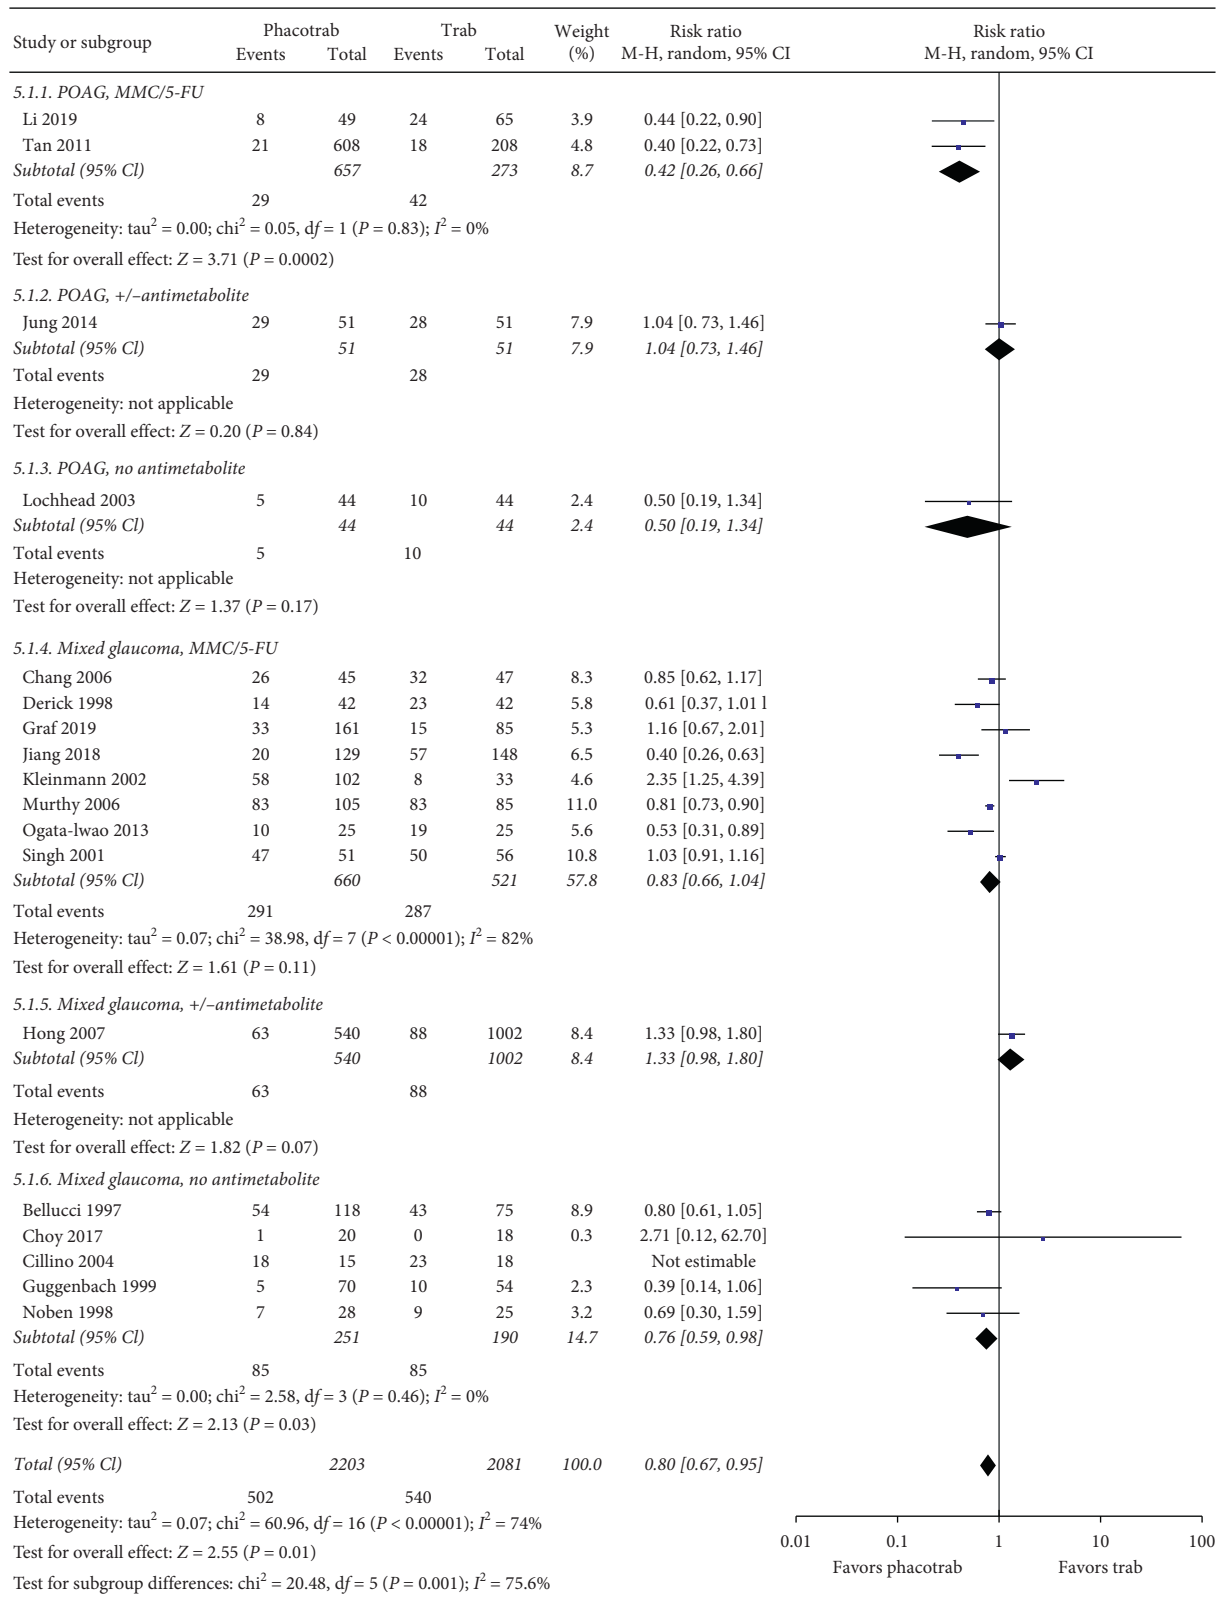 Study or subgroup Phacotrab Trab Weight (%) Risk ratio M-H, random, 95% CI Risk ratio M-H, random, 95% CI
Events Total Events Total
5.1.1. POAG, MMC/5-FU
Li 2019 8 49 24 65 3.9 0.44 [0.22, 0.90]
Tan 2011 21 608 18 208 4.8 0.40 [0.22, 0.73]
Subtotal (95% Cl) 657 273 8.7 0.42 [0.26, 0.66]
Total events 29 42
Heterogeneity: tau² = 0.00; chi² = 0.05, df = 1 (P = 0.83); I² = 0%
Test for overall effect: Z = 3.71 (P = 0.0002)
5.1.2. POAG, +/–antimetabolite
Jung 2014 29 51 28 51 7.9 1.04 [0. 73, 1.46]
Subtotal (95% Cl) 51 51 7.9 1.04 [0.73, 1.46]
Total events 29 28
Heterogeneity: not applicable
Test for overall effect: Z = 0.20 (P = 0.84)
5.1.3. POAG, no antimetabolite
Lochhead 2003 5 44 10 44 2.4 0.50 [0.19, 1.34]
Subtotal (95% Cl) 44 44 2.4 0.50 [0.19, 1.34]
Total events 5 10
Heterogeneity: not applicable
Test for overall effect: Z = 1.37 (P = 0.17)
5.1.4. Mixed glaucoma, MMC/5-FU
Chang 2006 26 45 32 47 8.3 0.85 [0.62, 1.17]
Derick 1998 14 42 23 42 5.8 0.61 [0.37, 1.01 l
Graf 2019 33 161 15 85 5.3 1.16 [0.67, 2.01]
Jiang 2018 20 129 57 148 6.5 0.40 [0.26, 0.63]
Kleinmann 2002 58 102 8 33 4.6 2.35 [1.25, 4.39]
Murthy 2006 83 105 83 85 11.0 0.81 [0.73, 0.90]
Ogata-lwao 2013 10 25 19 25 5.6 0.53 [0.31, 0.89]
Singh 2001 47 51 50 56 10.8 1.03 [0.91, 1.16]
Subtotal (95% Cl) 660 521 57.8 0.83 [0.66, 1.04]
Total events 291 287
Heterogeneity: tau² = 0.07; chi² = 38.98, df = 7 (P < 0.00001); I² = 82%
Test for overall effect: Z = 1.61 (P = 0.11)
5.1.5. Mixed glaucoma, +/–antimetabolite
Hong 2007 63 540 88 1002 8.4 1.33 [0.98, 1.80]
Subtotal (95% Cl) 540 1002 8.4 1.33 [0.98, 1.80]
Total events 63 88
Heterogeneity: not applicable
Test for overall effect: Z = 1.82 (P = 0.07)
5.1.6. Mixed glaucoma, no antimetabolite
Bellucci 1997 54 118 43 75 8.9 0.80 [0.61, 1.05]
Choy 2017 1 20 0 18 0.3 2.71 [0.12, 62.70]
Cillino 2004 18 15 23 18 Not estimable
Guggenbach 1999 5 70 10 54 2.3 0.39 [0.14, 1.06]
Noben 1998 7 28 9 25 3.2 0.69 [0.30, 1.59]
Subtotal (95% Cl) 251 190 14.7 0.76 [0.59, 0.98]
Total events 85 85
Heterogeneity: tau² = 0.00; chi² = 2.58, df = 3 (P = 0.46); I² = 0%
Test for overall effect: Z = 2.13 (P = 0.03)
Total (95% Cl) 2203 2081 100.0 0.80 [0.67, 0.95]
Total events 502 540
Heterogeneity: tau² = 0.07; chi² = 60.96, df = 16 (P < 0.00001); I² = 74%
Test for overall effect: Z = 2.55 (P = 0.01)
Test for subgroup differences: chi² = 20.48, df = 5 (P = 0.001); I² = 75.6%
0.01 0.1 1 10 100
Favors phacotrab Favors trab